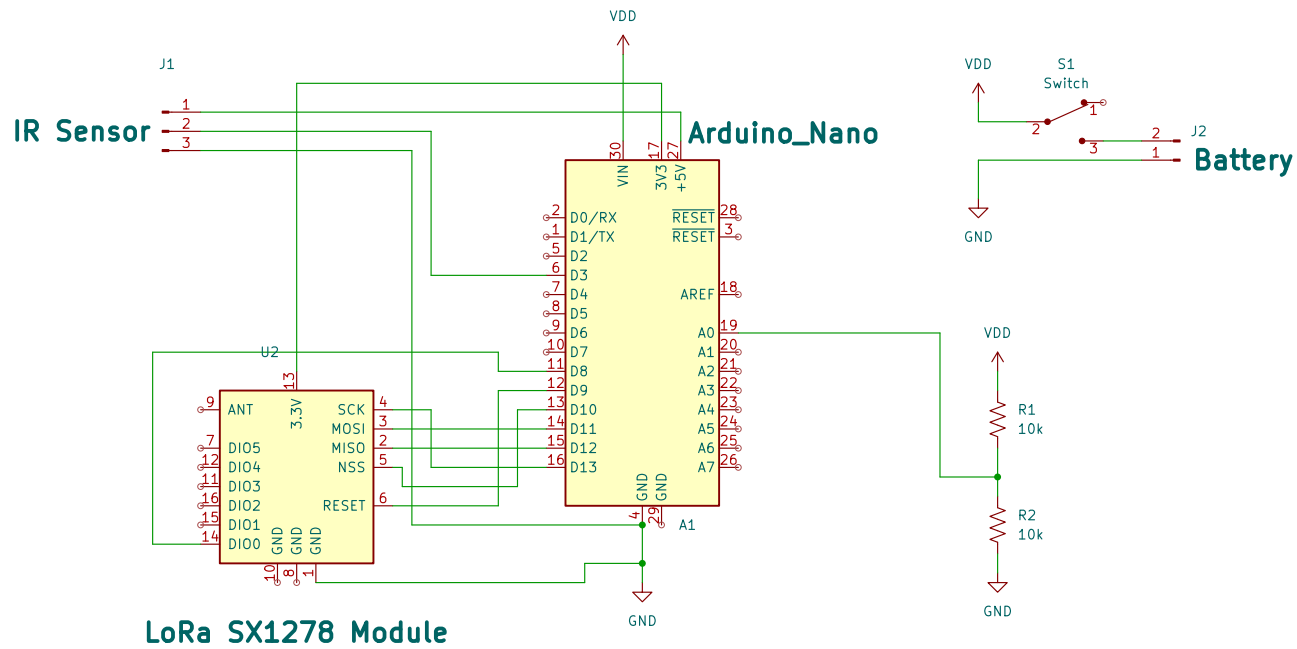 VDD
J1
VDD
S1
Switch
1
2
3
IR Sensor
Arduino_Nano
1
2
3
2
1
J2
Battery
GND
30
17
27
VIN
3V3
+5V
2 D0/RX
1 D1/TX
5 D2
6 D3
7 D4
8 D5
9 D6
10 D7
11 D8
12 D9
13 D10
14 D11
15 D12
16 D13
RESET 28
RESET 3
AREF 18
A0 19
A1 20
A2 21
A3 22
A4 23
A5 24
A6 25
A7 26
GND
GND
4
29
A1
GND
VDD
R1
10k
R2
10k
GND
U2
13
3.3V
9 ANT
7 DIO5
12 DIO4
11 DIO3
16 DIO2
15 DIO1
14 DIO0
SCK 4
MOSI 3
MISO 2
NSS 5
RESET 6
GND
GND
GND
10
8
1
LoRa SX1278 Module